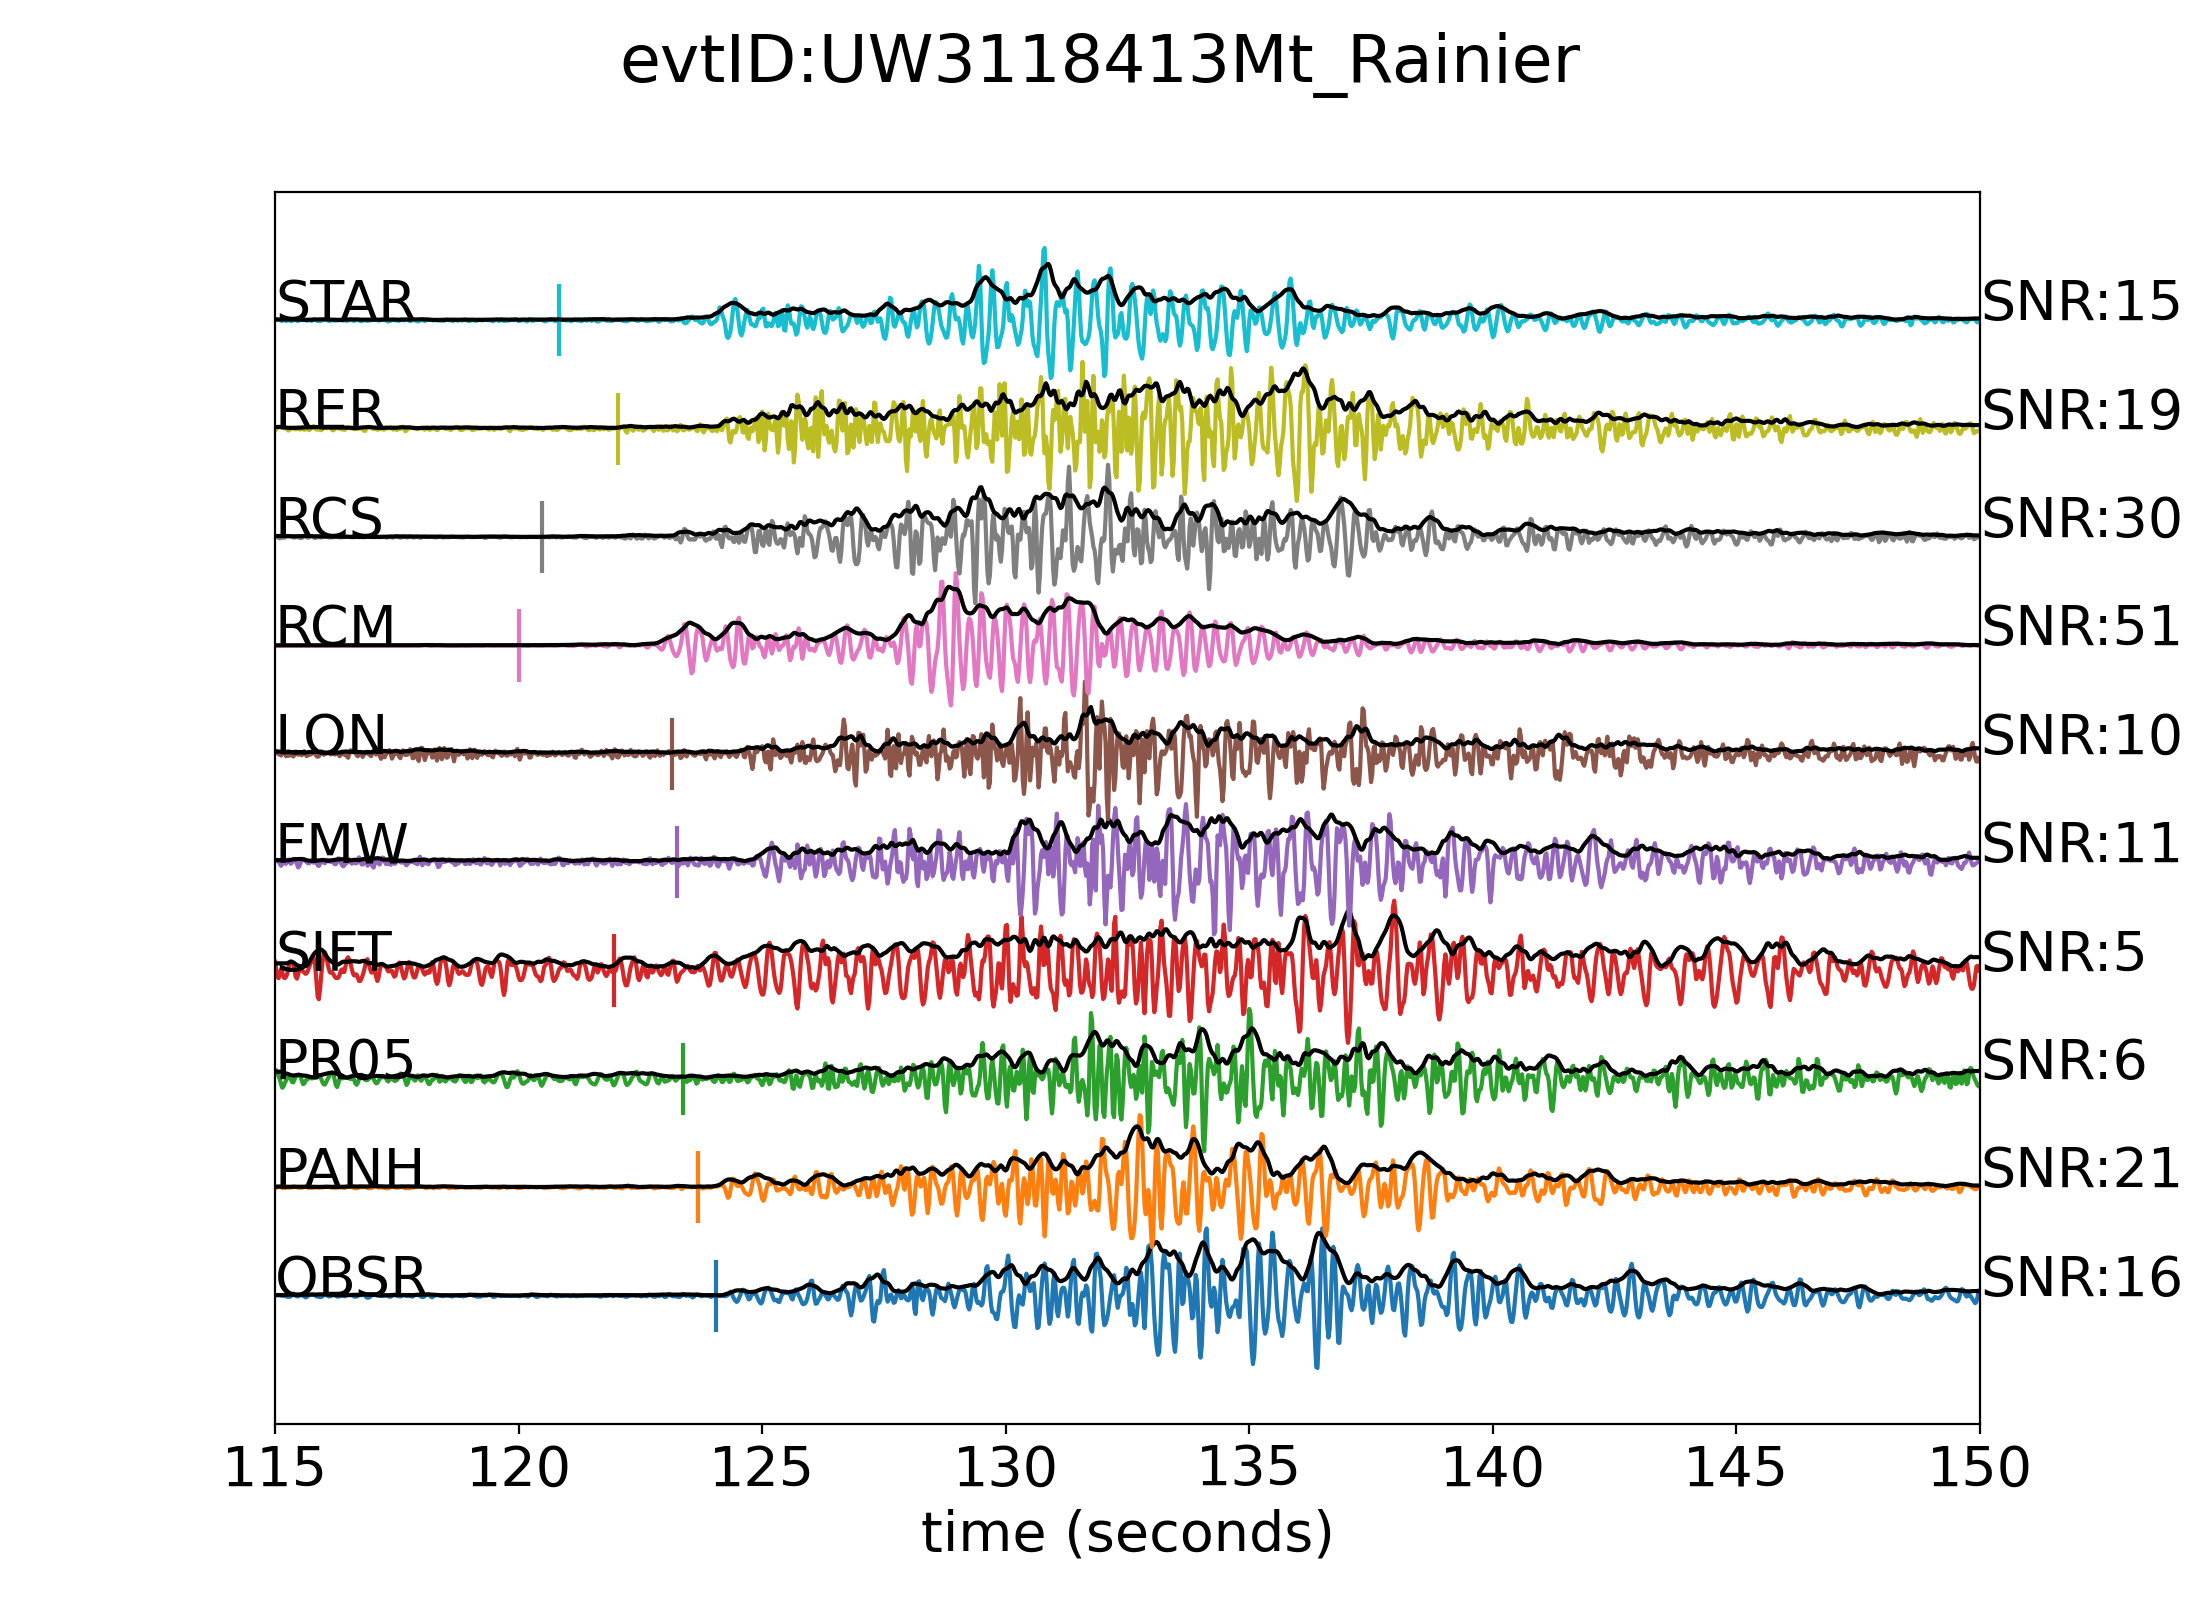 evtID:UW3118413Mt_Rainier
STAR SNR:15
RER SNR:19
RCS SNR:30
RCM SNR:51
LON SNR:10
FMW SNR:11
SIFT SNR:5
PR05 SNR:6
PANH SNR:21
OBSR SNR:16
115 120 125 130 135 140 145 150
time (seconds)